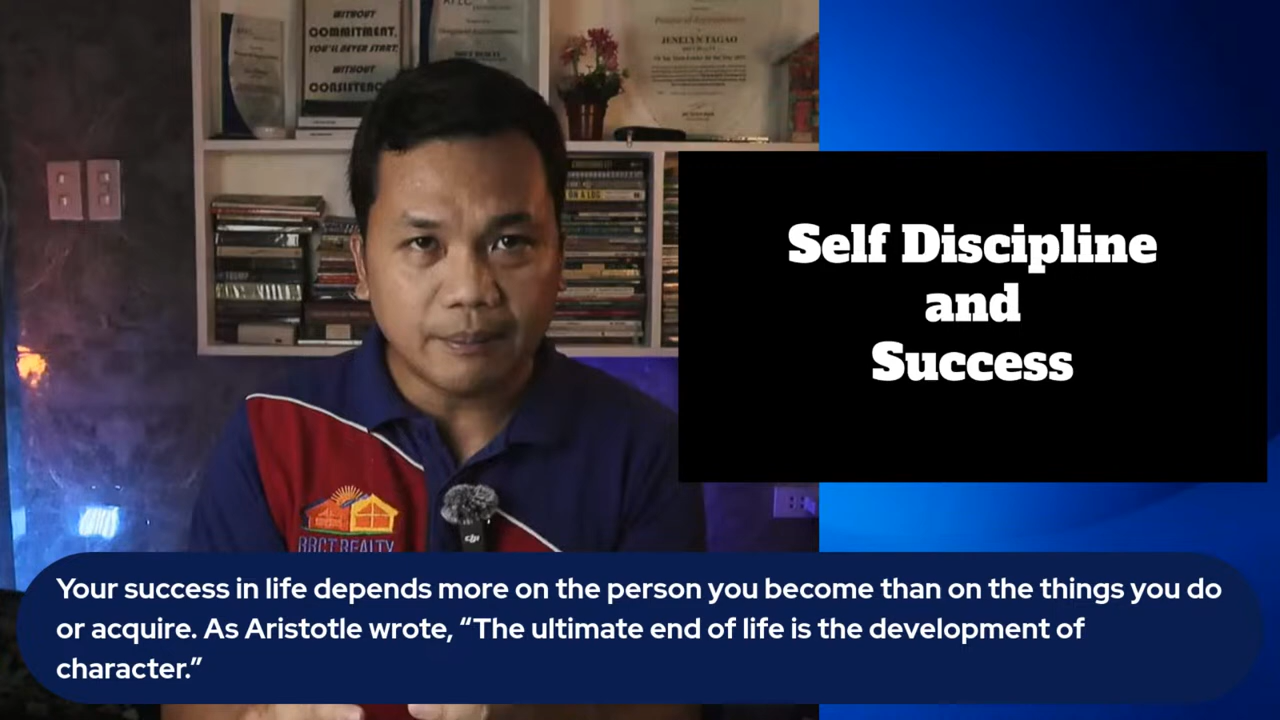 WITHOUT
COMMITMENT,
YOU'LL NEVER START.
WITHOUT
CONSISTENCY
JENELYN TAGAO
Self Discipline
and
Success
REALTY
dji
Your success in life depends more on the person you become than on the things you do
or acquire. As Aristotle wrote, “The ultimate end of life is the development of
character.”